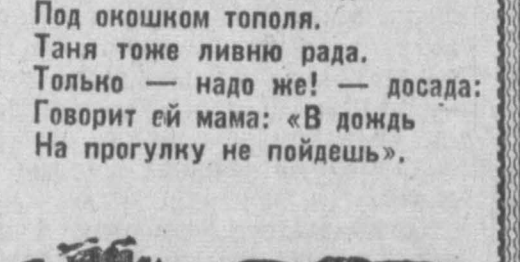 Под окошком тополя.
Таня тоже ливню рада.
Только — надо же! — досада:
Говорит ей мама: «В дождь
На прогулку не пойдешь».